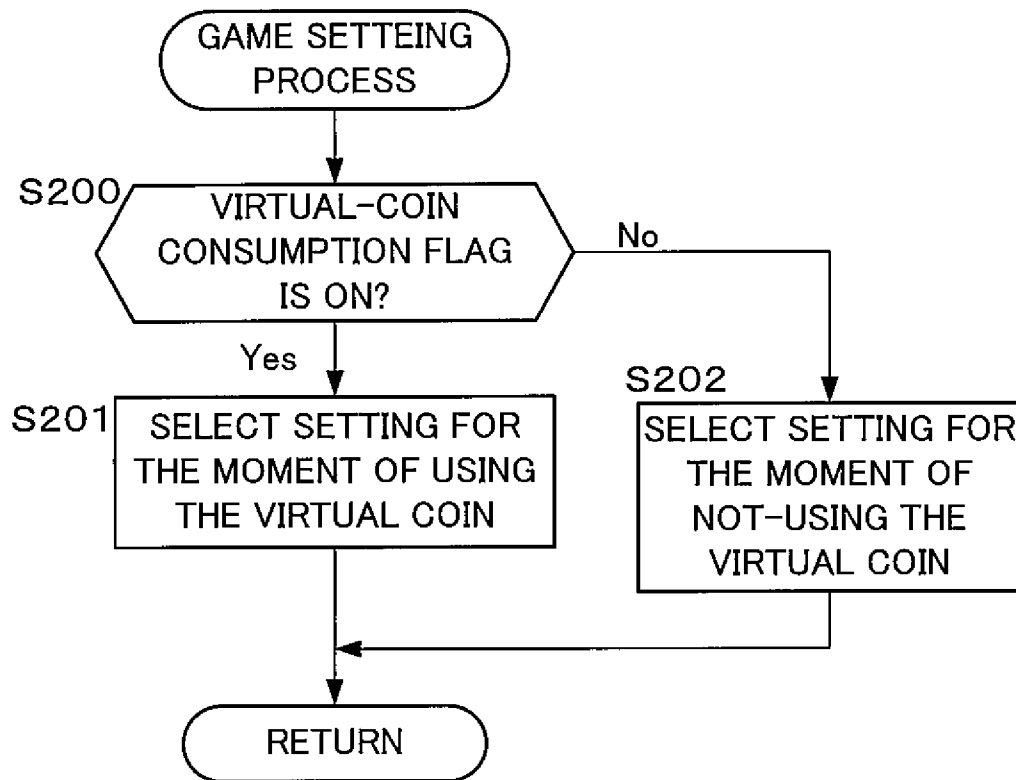 GAME SETTEING
PROCESS
S200
VIRTUAL-COIN
CONSUMPTION FLAG
IS ON?
No
Yes
S201
SELECT SETTING FOR
THE MOMENT OF USING
THE VIRTUAL COIN
S202
SELECT SETTING FOR
THE MOMENT OF
NOT-USING THE
VIRTUAL COIN
RETURN